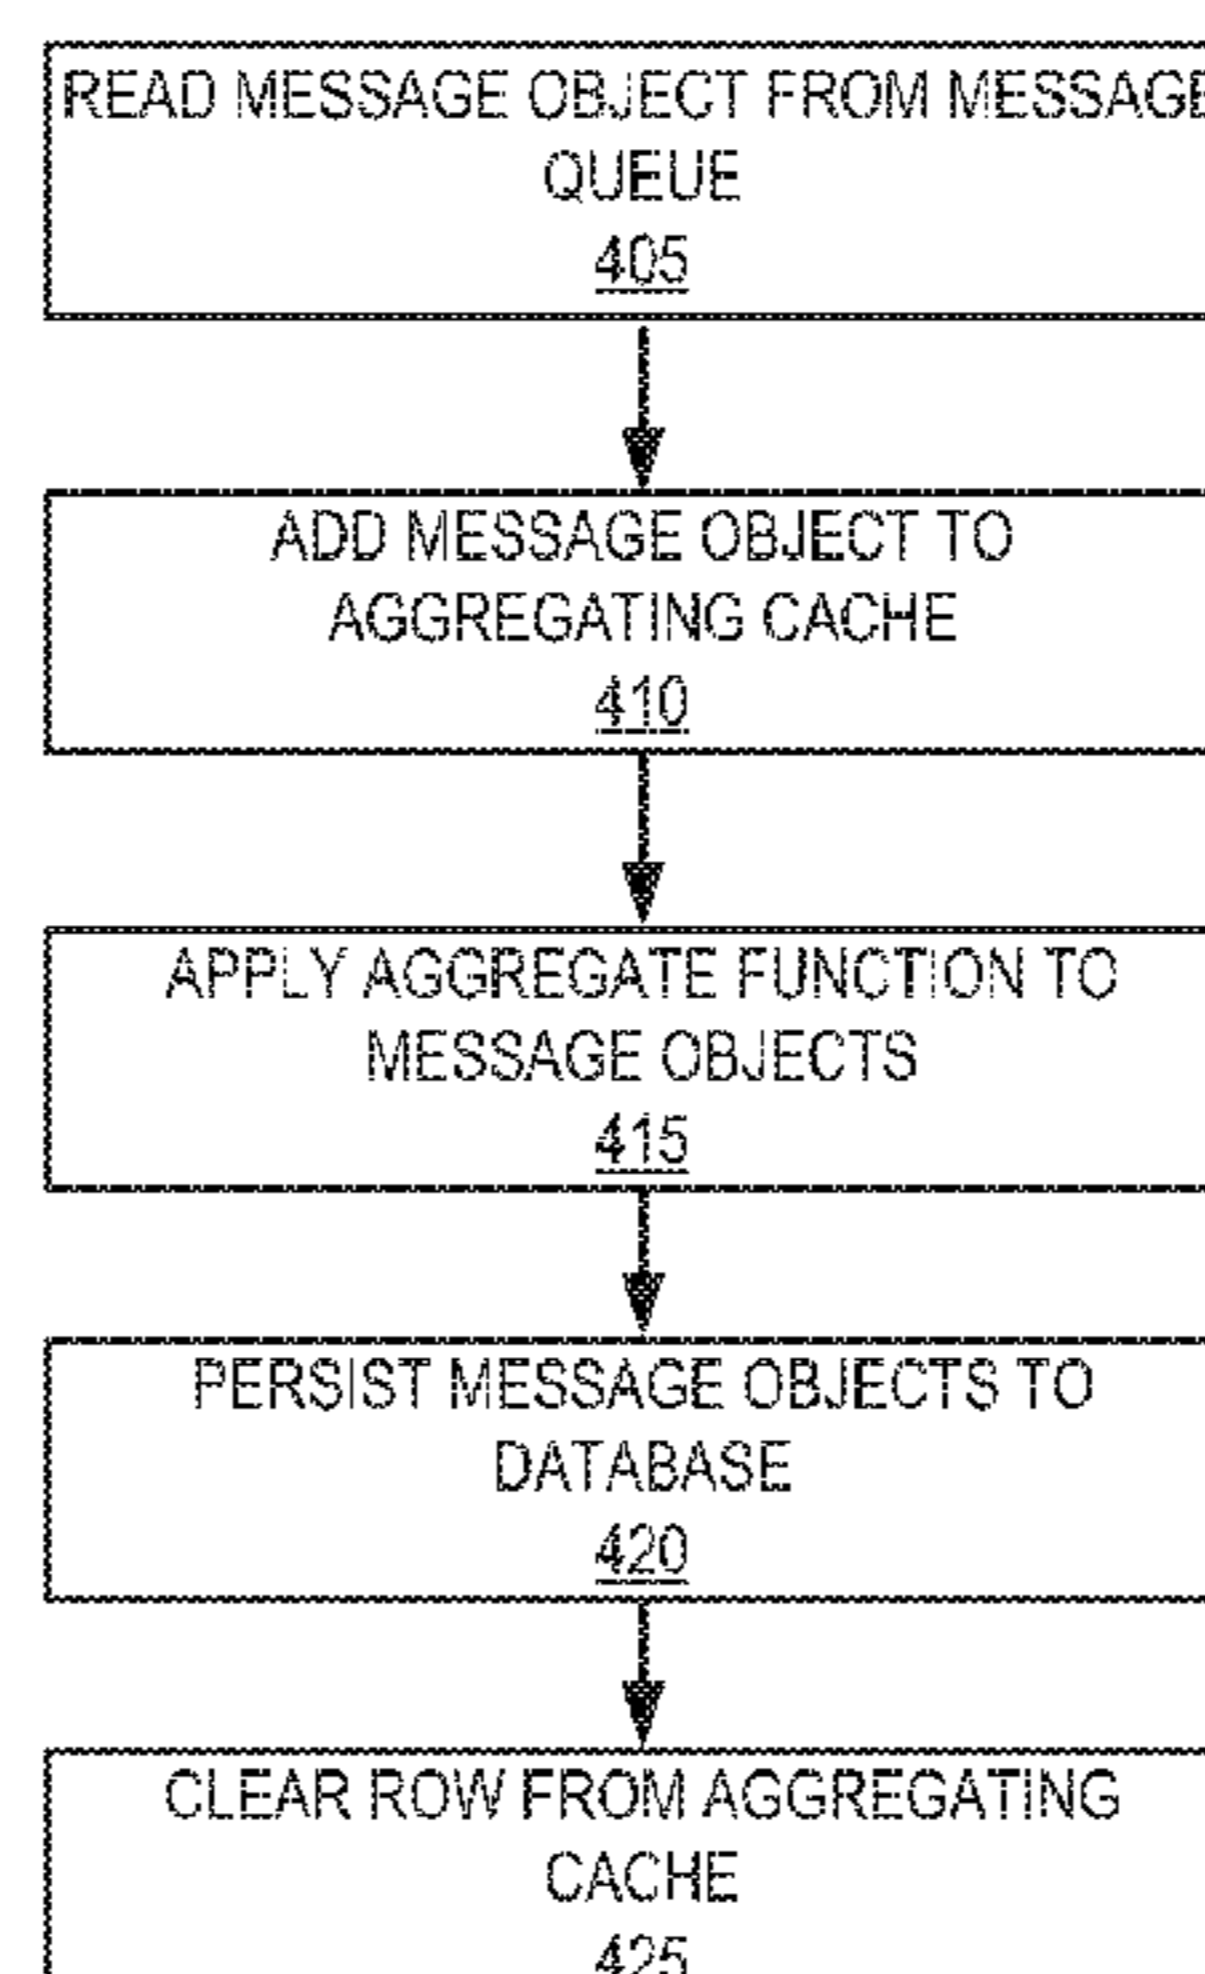 READ MESSAGE OBJECT FROM MESSAGE
QUEUE
405
ADD MESSAGE OBJECT TO
AGGREGATING CACHE
410
APPLY AGGREGATE FUNCTION TO
MESSAGE OBJECTS
415
PERSIST MESSAGE OBJECTS TO
DATABASE
420
CLEAR ROW FROM AGGREGATING
CACHE
425